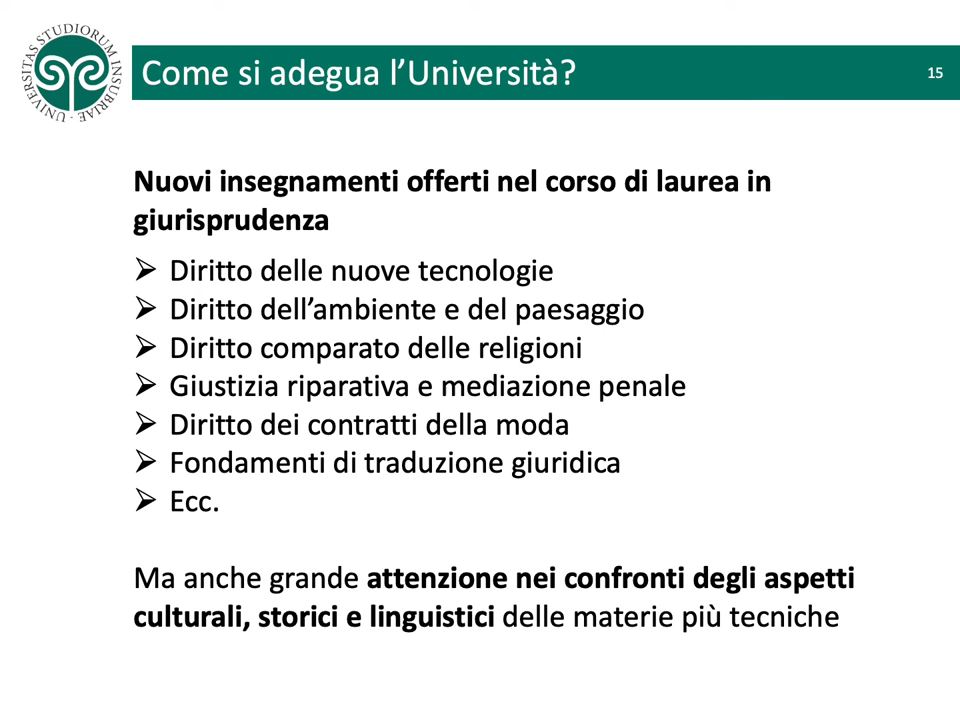 UNIVERSITAS STUDIORUM INSUBRIAE
Come si adegua l’Università?
15
Nuovi insegnamenti offerti nel corso di laurea in
giurisprudenza
➢ Diritto delle nuove tecnologie
➢ Diritto dell’ambiente e del paesaggio
➢ Diritto comparato delle religioni
➢ Giustizia riparativa e mediazione penale
➢ Diritto dei contratti della moda
➢ Fondamenti di traduzione giuridica
➢ Ecc.
Ma anche grande attenzione nei confronti degli aspetti
culturali, storici e linguistici delle materie più tecniche